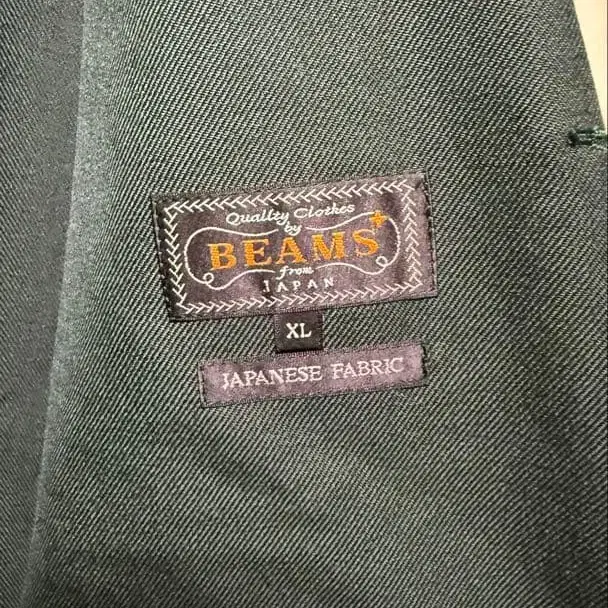 Quality Clothes
by
BEAMS+
from
JAPAN
XL
JAPANESE FABRIC